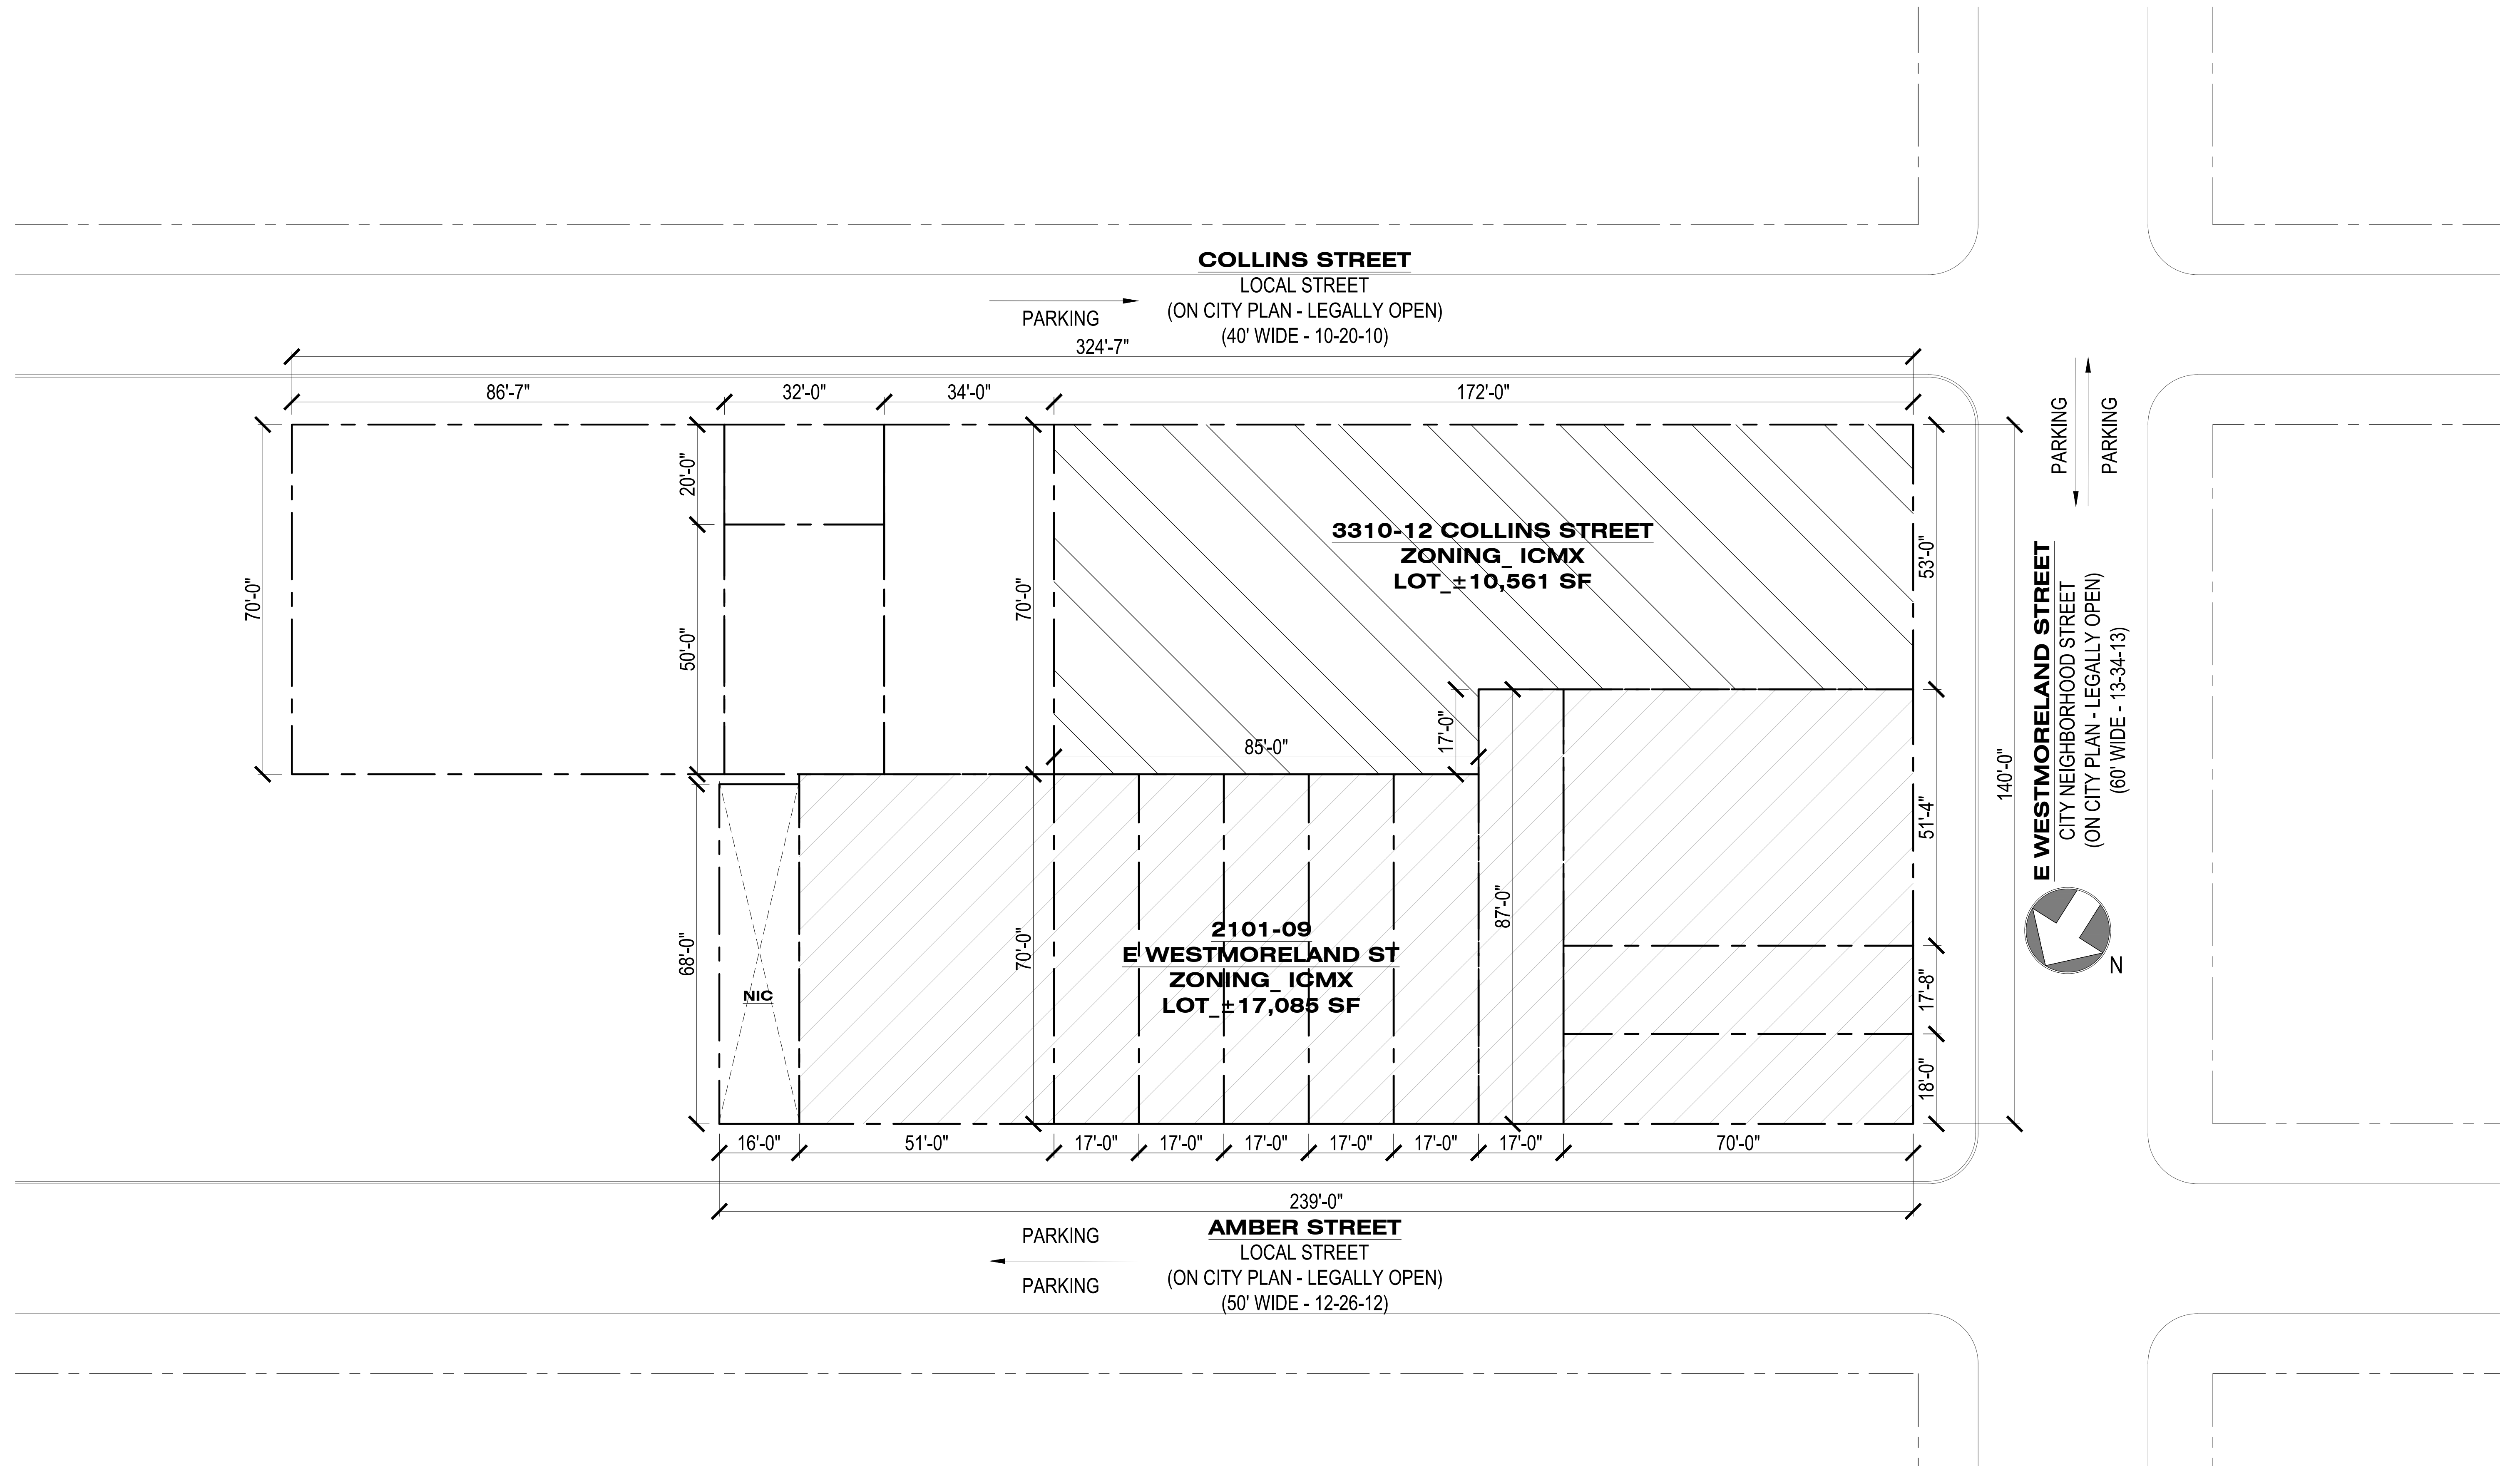 COLLINS STREET
LOCAL STREET
(ON CITY PLAN - LEGALLY OPEN)
(40' WIDE - 10-20-10)
PARKING
324'-7"
86'-7"
32'-0"
34'-0"
172'-0"
70'-0"
20'-0"
50'-0"
70'-0"
3310-12 COLLINS STREET
ZONING_ ICMX
LOT_±10,561 SF
53'-0"
17'-0"
85'-0"
51'-4"
140'-0"
PARKING
PARKING
E WESTMORELAND STREET
CITY NEIGHBORHOOD STREET
(ON CITY PLAN - LEGALLY OPEN)
(60' WIDE - 13-34-13)
N
68'-0"
NIC
70'-0"
2101-09
E WESTMORELAND ST
ZONING_ ICMX
LOT_±17,085 SF
87'-0"
17'-8"
18'-0"
16'-0"
51'-0"
17'-0"
17'-0"
17'-0"
17'-0"
17'-0"
17'-0"
70'-0"
239'-0"
PARKING
PARKING
AMBER STREET
LOCAL STREET
(ON CITY PLAN - LEGALLY OPEN)
(50' WIDE - 12-26-12)